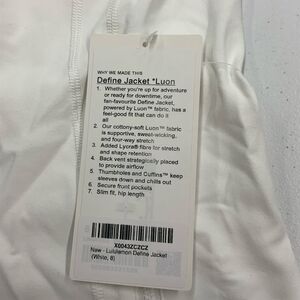 WHY WE MADE THIS
Define Jacket *Luon
1. Whether you're up for adventure
or ready for downtime, our
fan-favourite Define Jacket,
powered by Luon™ fabric, has a
feel-good fit that can do it
all
2. Our cottony-soft Luon™ fabric
is supportive, sweat-wicking,
and four-way stretch
3. Added Lycra® fibre for stretch
and shape retention
4. Back vent strategically placed
to provide airflow
5. Thumbholes and Cuffins™ keep
sleeves down and chills out
6. Secure front pockets
7. Slim fit, hip length
X0043ZCZCZ
New - Lululemon Define Jacket
(White, 8)